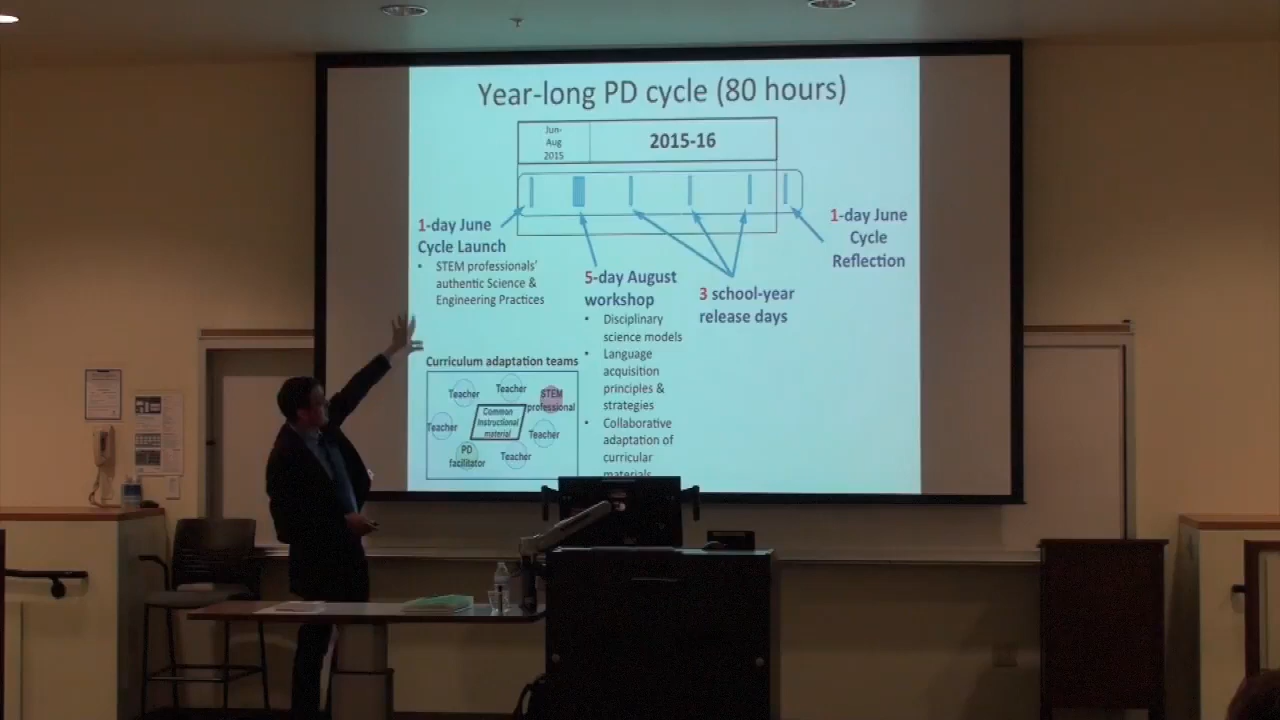 Year-long PD cycle (80 hours)
Jun-
Aug
2015
2015-16
1-day June
Cycle Launch
• STEM professionals'
authentic Science &
Engineering Practices
5-day August
workshop
• Disciplinary
science models
• Language
acquisition
principles &
strategies
• Collaborative
adaptation of
curricular
materials
3 school-year
release days
1-day June
Cycle
Reflection
Curriculum adaptation teams
Teacher
Teacher
STEM
professional
Teacher
Common
Instructional
material
Teacher
PD
facilitator
Teacher